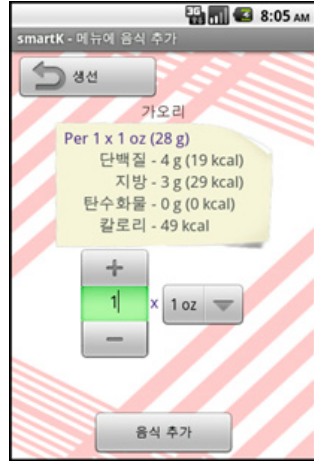 3G
8:05 AM
smartK - 메뉴에 음식 추가
생선
가오리
Per 1 x 1 oz (28 g)
단백질 - 4 g (19 kcal)
지방 - 3 g (29 kcal)
탄수화물 - 0 g (0 kcal)
칼로리 - 49 kcal
+
1 x 1 oz
−
음식 추가